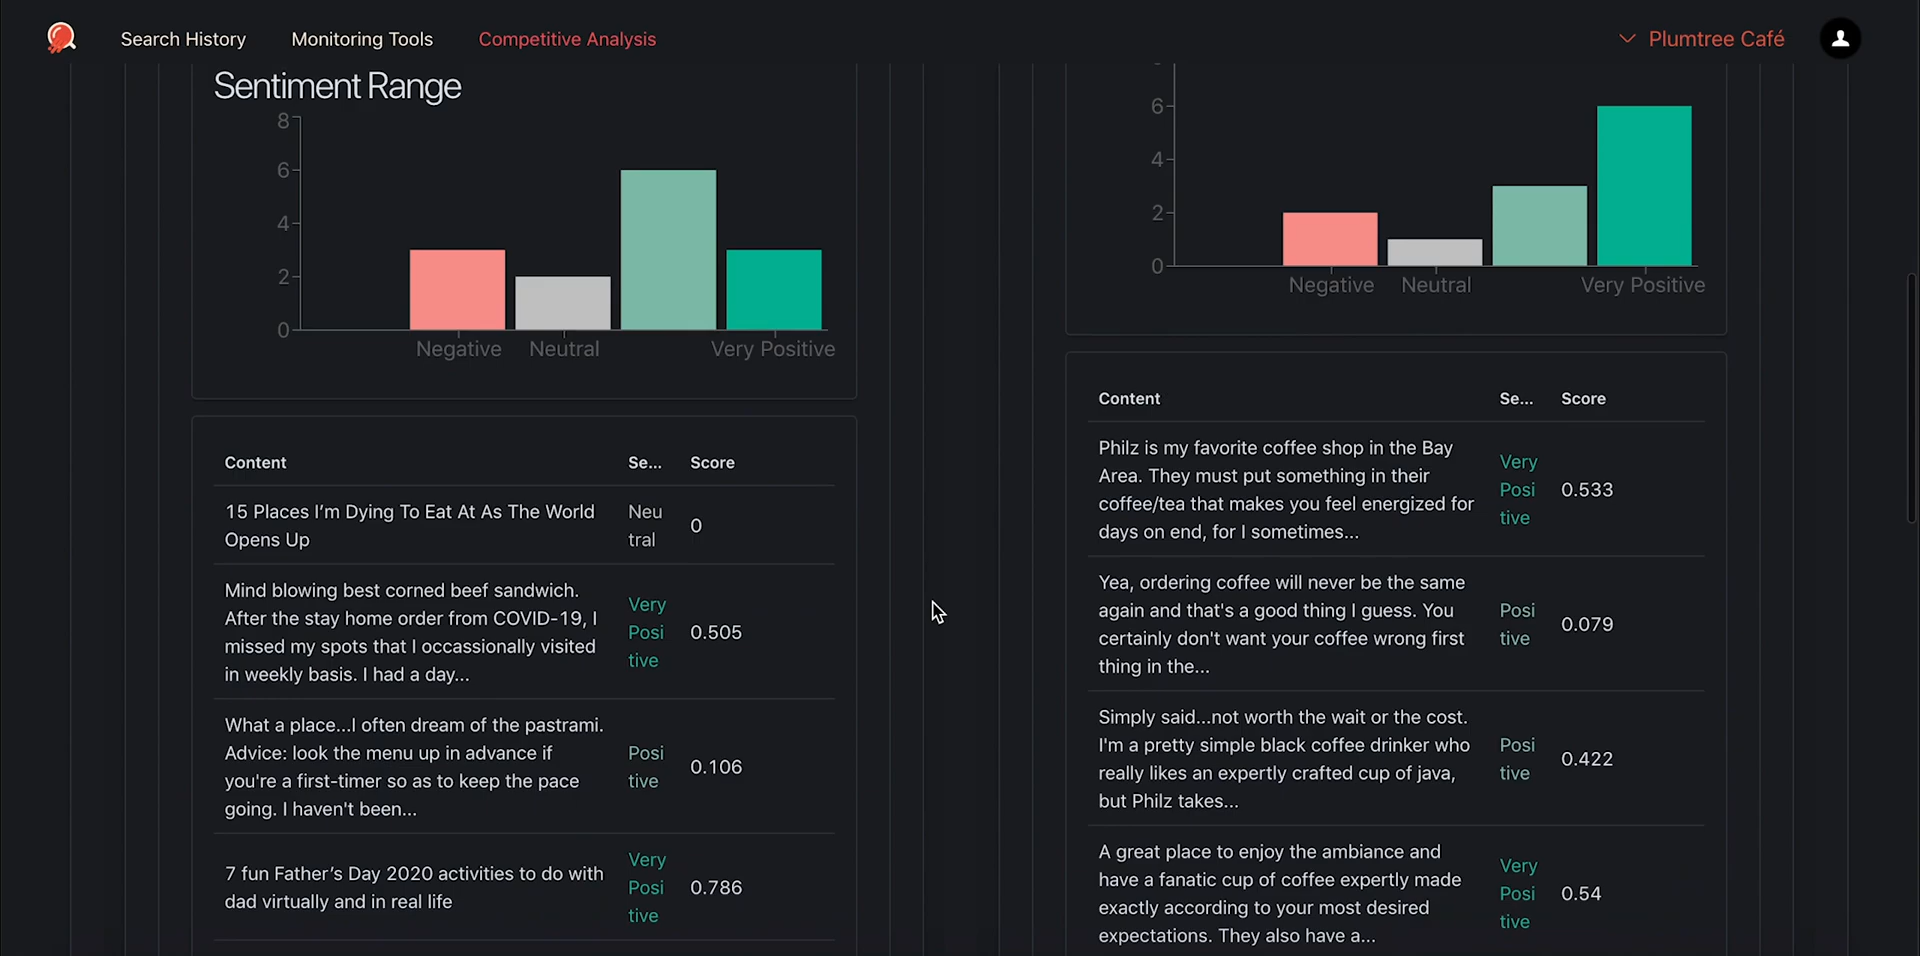 Search History
Monitoring Tools
Competitive Analysis
Plumtree Café
Sentiment Range
8
6
4
2
0
Negative
Neutral
Very Positive
Content
Se...
Score
15 Places I’m Dying To Eat At As The World
Opens Up
Neu
tral
0
Mind blowing best corned beef sandwich.
After the stay home order from COVID-19, I
missed my spots that I occassionally visited
in weekly basis. I had a day...
Very
Posi
tive
0.505
What a place...I often dream of the pastrami.
Advice: look the menu up in advance if
you're a first-timer so as to keep the pace
going. I haven't been...
Posi
tive
0.106
7 fun Father’s Day 2020 activities to do with
dad virtually and in real life
Very
Posi
tive
0.786
6
4
2
0
Negative
Neutral
Very Positive
Content
Se...
Score
Philz is my favorite coffee shop in the Bay
Area. They must put something in their
coffee/tea that makes you feel energized for
days on end, for I sometimes...
Very
Posi
tive
0.533
Yea, ordering coffee will never be the same
again and that's a good thing I guess. You
certainly don't want your coffee wrong first
thing in the...
Posi
tive
0.079
Simply said...not worth the wait or the cost.
I'm a pretty simple black coffee drinker who
really likes an expertly crafted cup of java,
but Philz takes...
Posi
tive
0.422
A great place to enjoy the ambiance and
have a fanatic cup of coffee expertly made
exactly according to your most desired
expectations. They also have a...
Very
Posi
tive
0.54